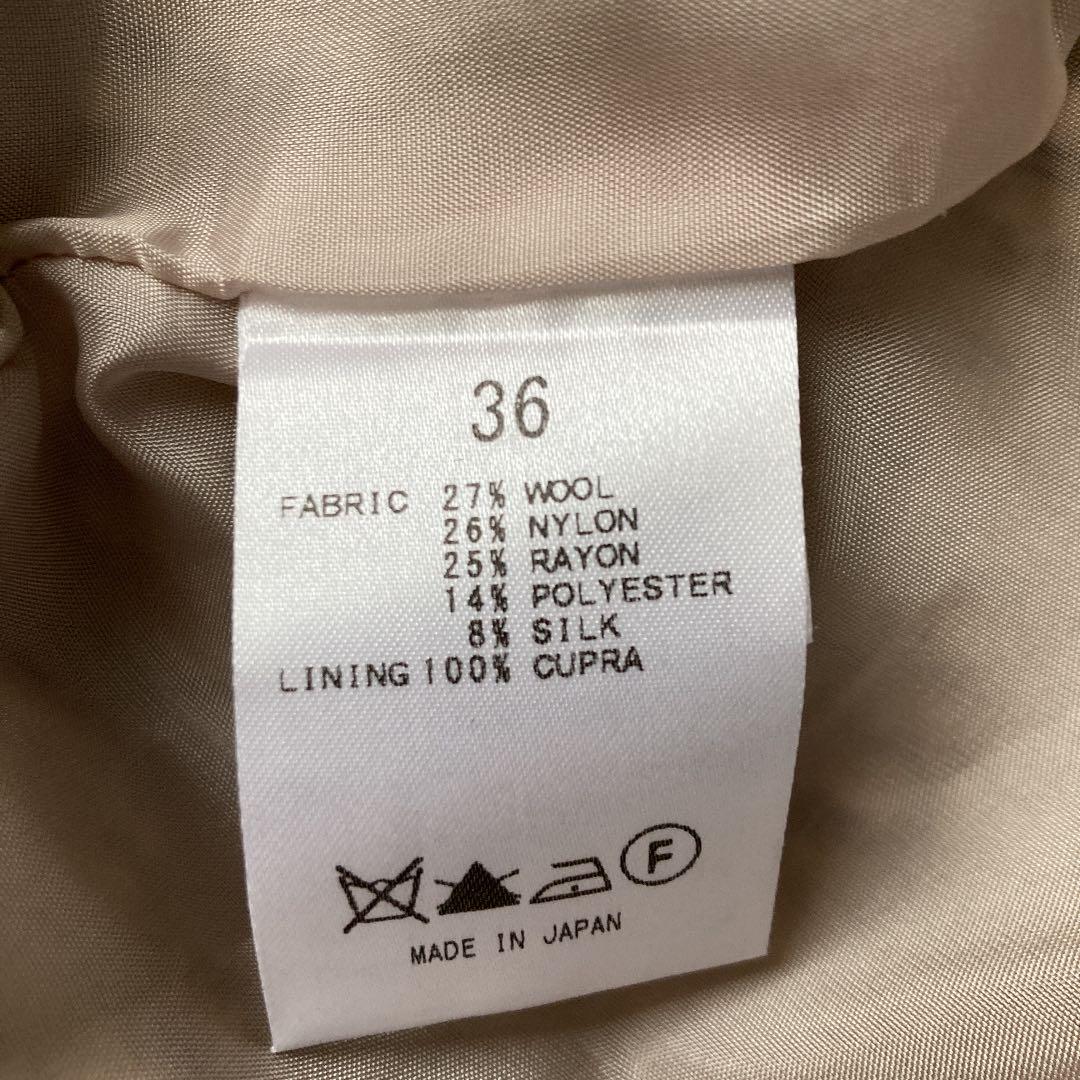 36
FABRIC 27% WOOL
26% NYLON
25% RAYON
14% POLYESTER
8% SILK
LINING 100% CUPRA
F
MADE IN JAPAN